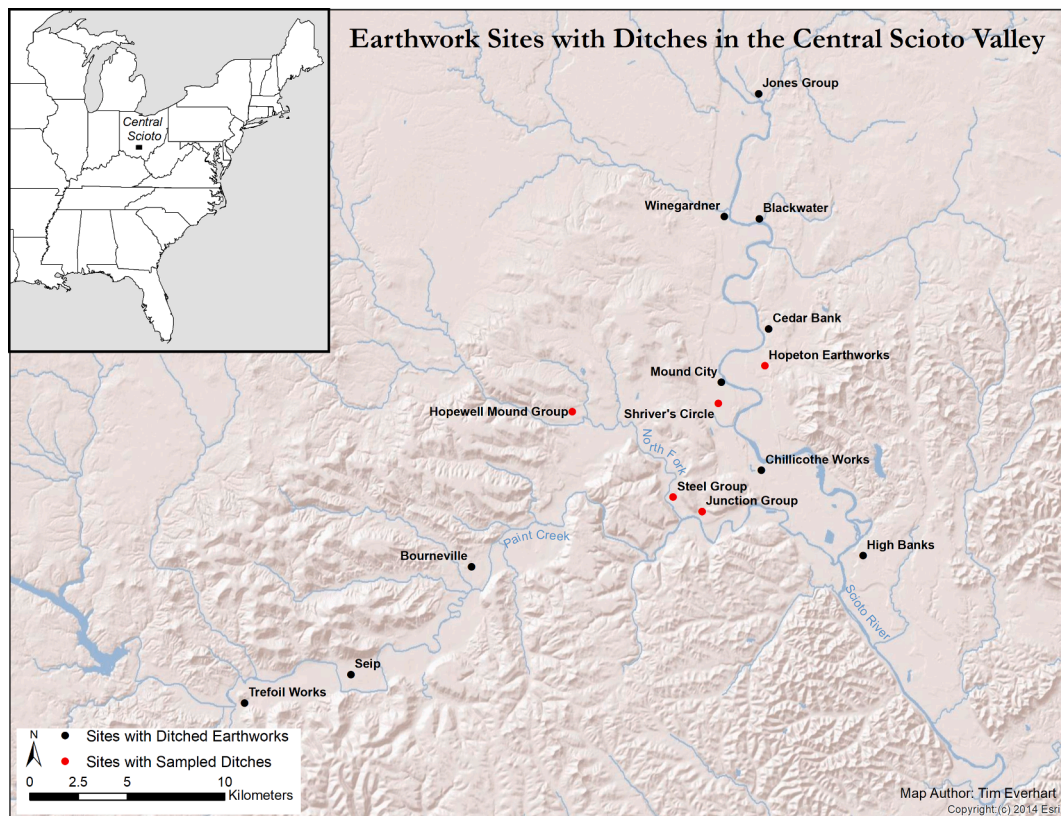 Earthwork Sites with Ditches in the Central Scioto Valley
Central
Scioto
Jones Group
Winegardner
Blackwater
Cedar Bank
Hopeton Earthworks
Mound City
Hopewell Mound Group
Shriver's Circle
North Fork
Chillicothe Works
Steel Group
Junction Group
Paint Creek
High Banks
Bourneville
Scioto River
Seip
Trefoil Works
N
Sites with Ditched Earthworks
Sites with Sampled Ditches
0 2.5 5 10
Kilometers
Map Author: Tim Everhart
Copyright:(c) 2014 Esri